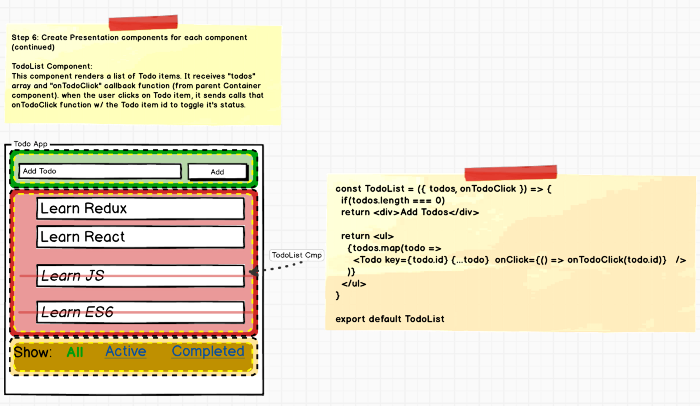 Step 6: Create Presentation components for each component
(continued)
TodoList Component:
This component renders a list of Todo items. It receives "todos"
array and "onTodoClick" callback function (from parent Container
component). when the user clicks on Todo item, it sends calls that
onTodoClick function w/ the Todo item id to toggle it's status.
Todo App
Add Todo
Add
Learn Redux
Learn React
Learn JS
Learn ES6
Show: All Active Completed
TodoList Cmp
const TodoList = ({ todos, onTodoClick }) => {
if(todos.length === 0)
return <div>Add Todos</div>
return <ul>
{todos.map(todo =>
<Todo key={todo.id} {...todo} onClick={() => onTodoClick(todo.id)} />
)}
</ul>
}
export default TodoList